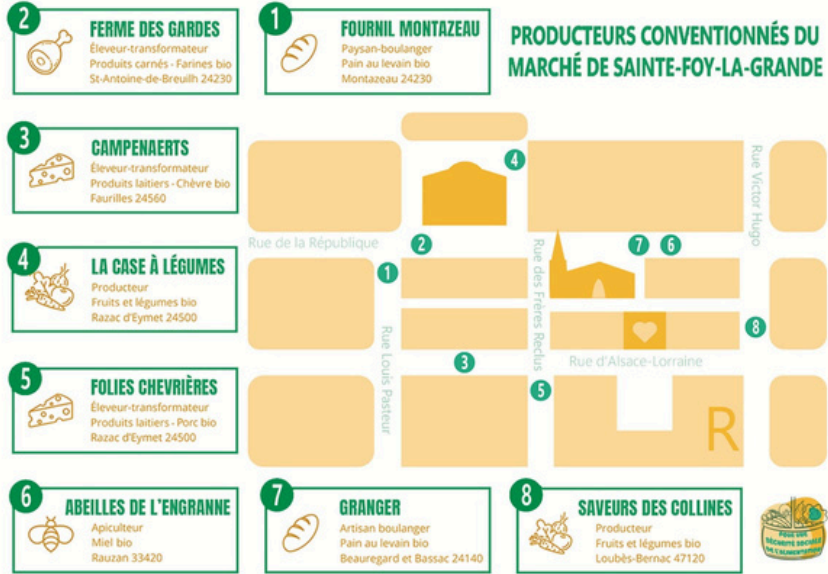 2
FERME DES GARDES
Éleveur-transformateur
Produits carnés - Farines bio
St-Antoine-de-Breuilh 24230
1
FOURNIL MONTAZEAU
Paysan-boulanger
Pain au levain bio
Montazeau 24230
PRODUCTEURS CONVENTIONNÉS DU
MARCHÉ DE SAINTE-FOY-LA-GRANDE
3
CAMPENAERTS
Éleveur-transformateur
Produits laitiers - Chèvre bio
Faurilles 24560
4
LA CASE À LÉGUMES
Producteur
Fruits et légumes bio
Razac d'Eymet 24500
5
FOLIES CHEVRIÈRES
Éleveur-transformateur
Produits laitiers - Porc bio
Razac d'Eymet 24500
4
Rue Victor Hugo
Rue de la République
2
7
6
1
Rue des Frères Reclus
Rue Louis Pasteur
8
3
Rue d'Alsace-Lorraine
5
R
6
ABEILLES DE L'ENGRANNE
Apiculteur
Miel bio
Rauzan 33420
7
GRANGER
Artisan boulanger
Pain au levain bio
Beauregard et Bassac 24140
8
SAVEURS DES COLLINES
Producteur
Fruits et légumes bio
Loubès-Bernac 47120
POUR UNE
SÉCURITÉ SOCIALE
DE L'ALIMENTATION